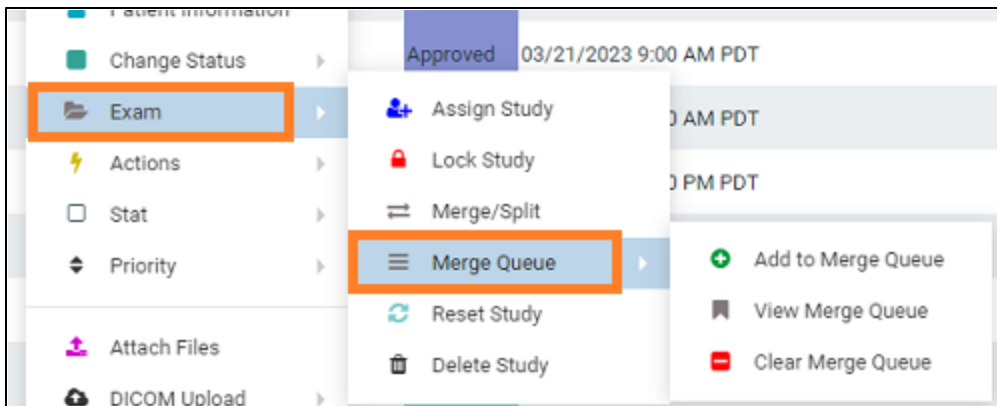 Patient Information
Change Status
Exam
Actions
Stat
Priority
Attach Files
DICOM Upload
Approved 03/21/2023 9:00 AM PDT
AM PDT
PM PDT
Assign Study
Lock Study
Merge/Split
Merge Queue
Reset Study
Delete Study
Add to Merge Queue
View Merge Queue
Clear Merge Queue